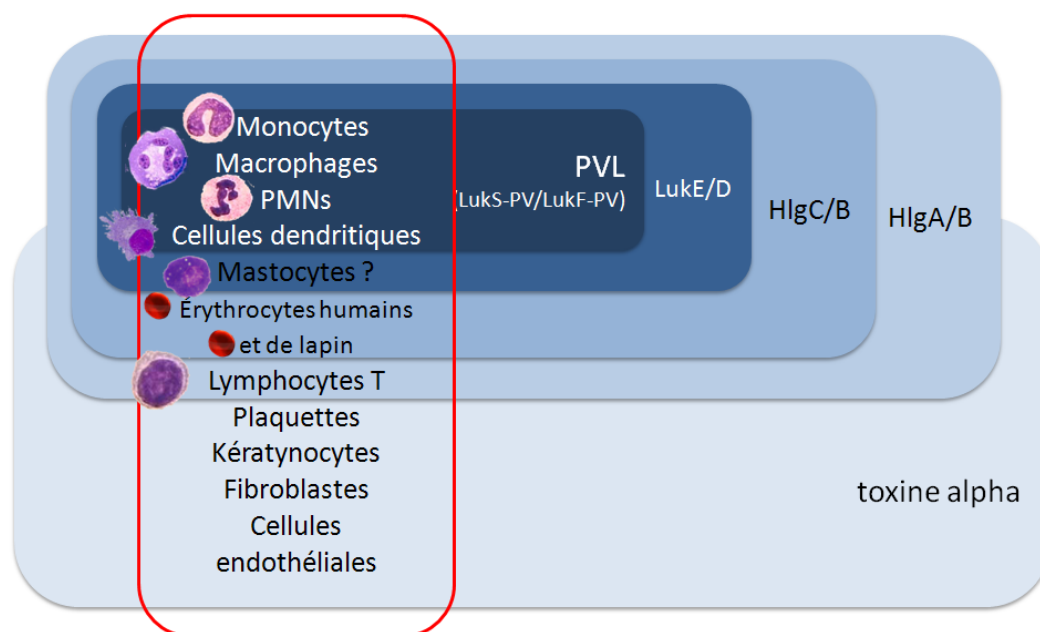 Monocytes
Macrophages
PMNs
Cellules dendritiques
Mastocytes ?
Érythrocytes humains
et de lapin
Lymphocytes T
Plaquettes
Kératynocytes
Fibroblastes
Cellules
endothéliales
PVL
(LukS-PV/LukF-PV)
LukE/D
HlgC/B
HlgA/B
toxine alpha